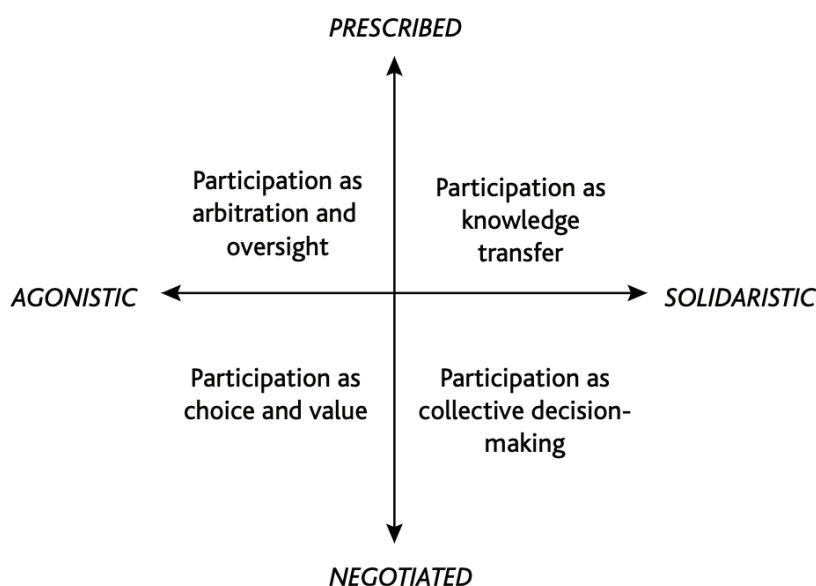 PRESCRIBED
Participation as
arbitration and
oversight
Participation as
knowledge
transfer
AGONISTIC
SOLIDARISTIC
Participation as
choice and value
Participation as
collective decision-
making
NEGOTIATED